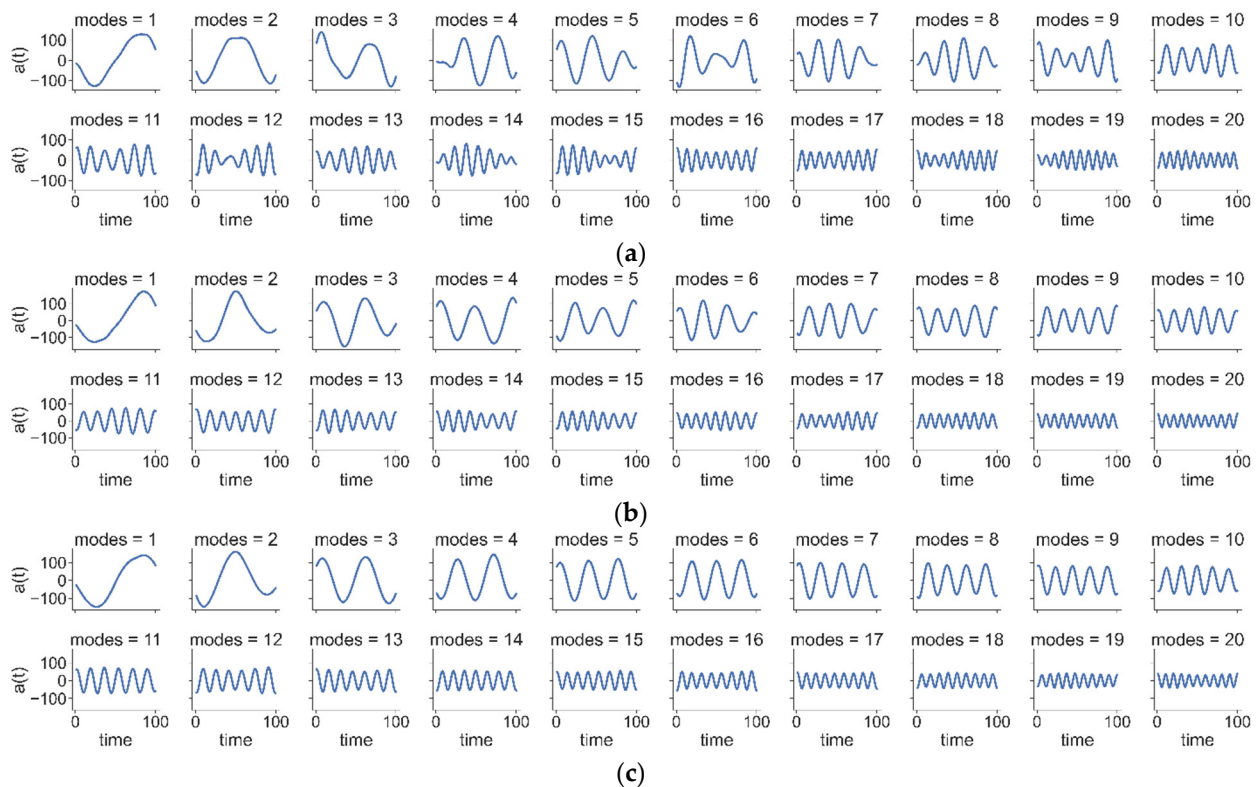 modes = 1 modes = 2 modes = 3 modes = 4 modes = 5 modes = 6 modes = 7 modes = 8 modes = 9 modes = 10
100
0
−100
a(t)
modes = 11 modes = 12 modes = 13 modes = 14 modes = 15 modes = 16 modes = 17 modes = 18 modes = 19 modes = 20
100
0
−100
a(t)
0 100 0 100 0 100 0 100 0 100 0 100 0 100 0 100 0 100 0 100
time time time time time time time time time time
(a)
modes = 1 modes = 2 modes = 3 modes = 4 modes = 5 modes = 6 modes = 7 modes = 8 modes = 9 modes = 10
100
0
−100
a(t)
modes = 11 modes = 12 modes = 13 modes = 14 modes = 15 modes = 16 modes = 17 modes = 18 modes = 19 modes = 20
100
0
−100
a(t)
0 100 0 100 0 100 0 100 0 100 0 100 0 100 0 100 0 100 0 100
time time time time time time time time time time
(b)
modes = 1 modes = 2 modes = 3 modes = 4 modes = 5 modes = 6 modes = 7 modes = 8 modes = 9 modes = 10
100
0
−100
a(t)
modes = 11 modes = 12 modes = 13 modes = 14 modes = 15 modes = 16 modes = 17 modes = 18 modes = 19 modes = 20
100
0
−100
a(t)
0 100 0 100 0 100 0 100 0 100 0 100 0 100 0 100 0 100 0 100
time time time time time time time time time time
(c)